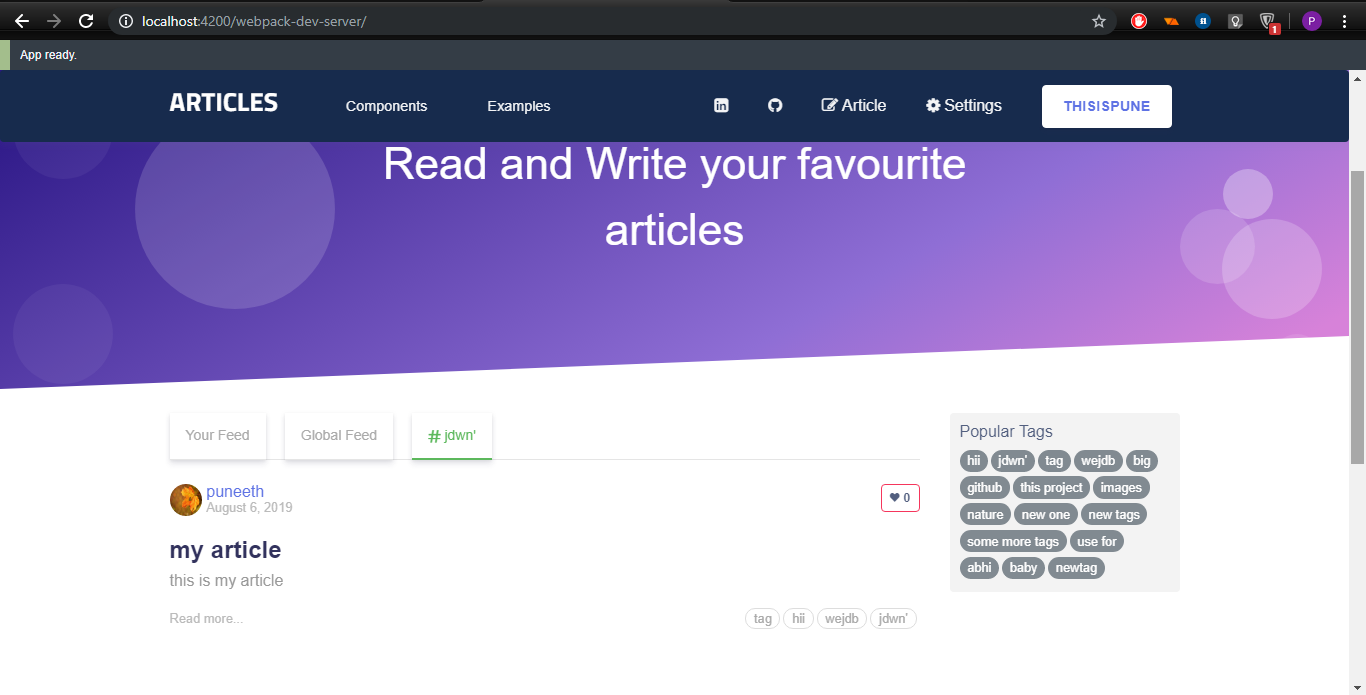 localhost:4200/webpack-dev-server/
1
P
App ready.
ARTICLES Components Examples Article Settings THISISPUNE
Read and Write your favourite
articles
Your Feed Global Feed # jdwn'
puneeth
August 6, 2019
0
my article
this is my article
Read more...
tag hii wejdb jdwn'
Popular Tags
hii jdwn' tag wejdb big
github this project images
nature new one new tags
some more tags use for
abhi baby newtag